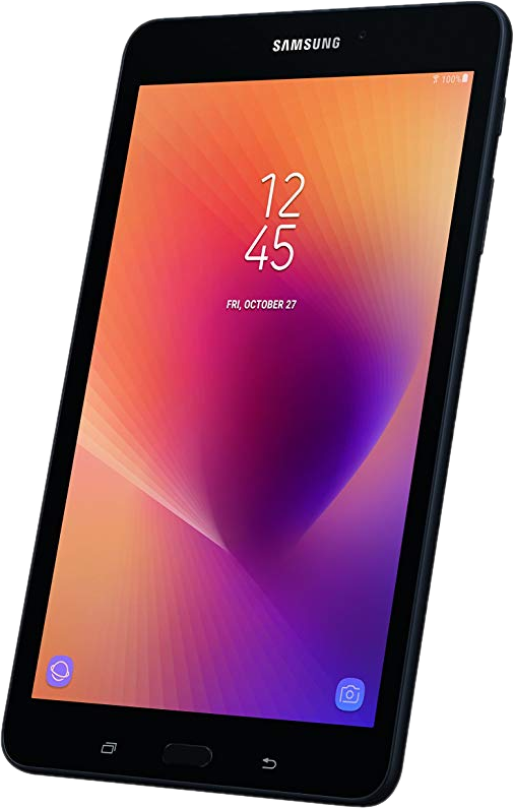 SAMSUNG
100%
12
45
FRI, OCTOBER 27